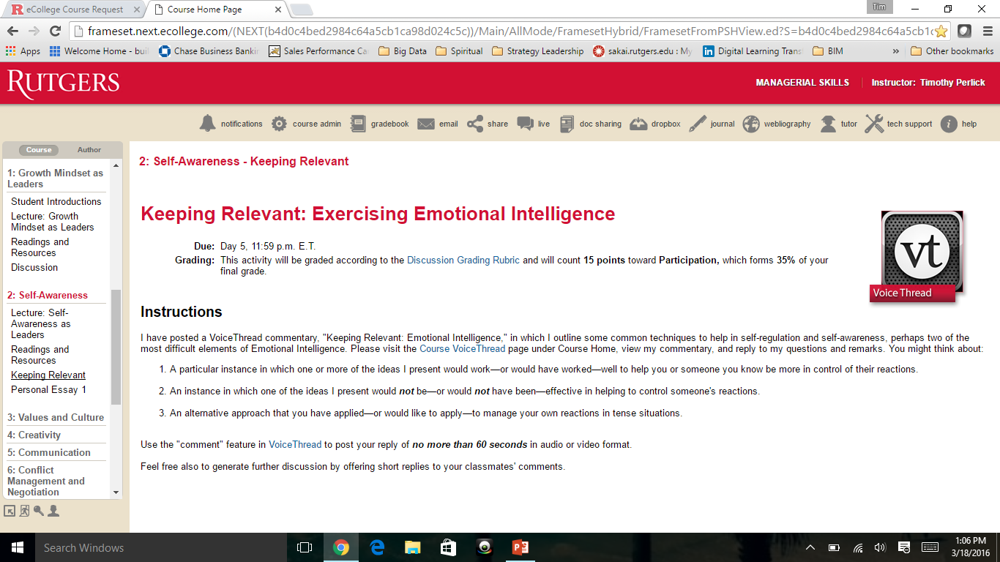 eCollege Course Request
Course Home Page
Tim
frameset.next.ecollege.com/(NEXT(b4d0c4bed2984c64a5cb1ca98d024c5c))/Main/AllMode/FramesetHybrid/FramesetFromPSHView.ed?S=b4d0c4bed2984c64a5cb1c
Apps
Welcome Home - buil
Chase Business Bankin
Sales Performance Ca
Big Data
Spiritual
Strategy Leadership
sakai.rutgers.edu : My
Digital Learning Trans
BIM
»
Other bookmarks
RUTGERS
MANAGERIAL SKILLS
Instructor: Timothy Perlick
notifications
course admin
gradebook
email
share
live
doc sharing
dropbox
journal
webliography
tutor
tech support
help
Course
Author
1: Growth Mindset as
Leaders
Student Introductions
Lecture: Growth
Mindset as Leaders
Readings and
Resources
Discussion
2: Self-Awareness
Lecture: Self-
Awareness as
Leaders
Readings and
Resources
Keeping Relevant
Personal Essay 1
3: Values and Culture
4: Creativity
5: Communication
6: Conflict
Management and
Negotiation
2: Self-Awareness - Keeping Relevant
Keeping Relevant: Exercising Emotional Intelligence
Due: Day 5, 11:59 p.m. E.T.
Grading: This activity will be graded according to the Discussion Grading Rubric and will count 15 points toward Participation, which forms 35% of your
final grade.
vt
Voice Thread
Instructions
I have posted a VoiceThread commentary, "Keeping Relevant: Emotional Intelligence," in which I outline some common techniques to help in self-regulation and self-awareness, perhaps two of the
most difficult elements of Emotional Intelligence. Please visit the Course VoiceThread page under Course Home, view my commentary, and reply to my questions and remarks. You might think about:
1. A particular instance in which one or more of the ideas I present would work—or would have worked—well to help you or someone you know be more in control of their reactions.
2. An instance in which one of the ideas I present would not be—or would not have been—effective in helping to control someone's reactions.
3. An alternative approach that you have applied—or would like to apply—to manage your own reactions in tense situations.
Use the "comment" feature in VoiceThread to post your reply of no more than 60 seconds in audio or video format.
Feel free also to generate further discussion by offering short replies to your classmates' comments.
Search Windows
1:06 PM
3/18/2016